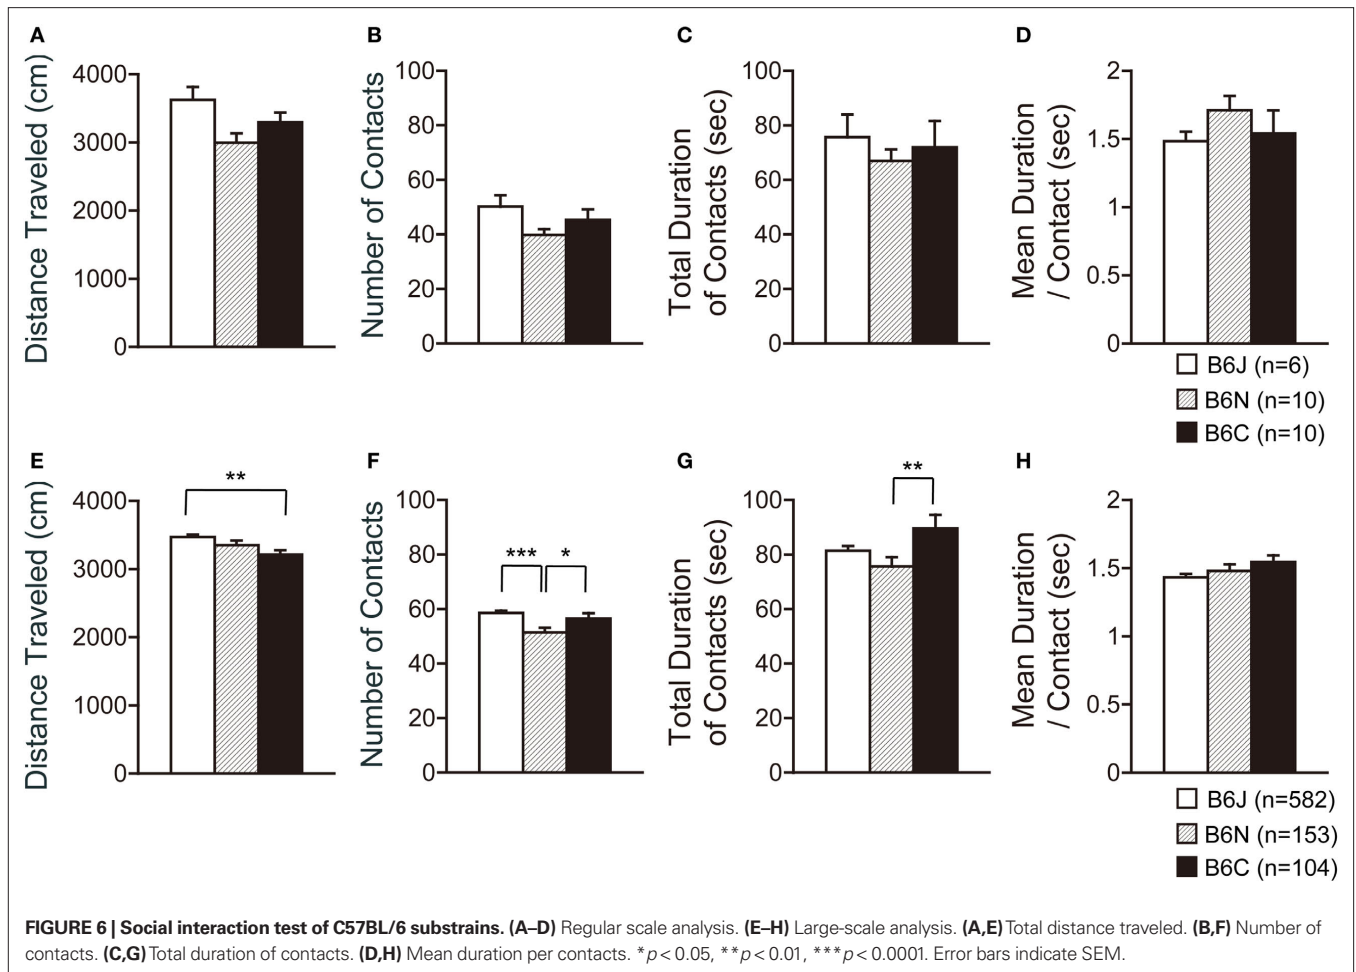 A
B
C
D
Distance Traveled (cm)
4000
3000
2000
1000
0
Number of Contacts
100
80
60
40
20
0
Total Duration
of Contacts (sec)
100
80
60
40
20
0
Mean Duration
/ Contact (sec)
2
1.5
1
0.5
0
B6J (n=6)
B6N (n=10)
B6C (n=10)
E
F
G
H
Distance Traveled (cm)
4000
3000
2000
1000
0
**
Number of Contacts
100
80
60
40
20
0
***
*
Total Duration
of Contacts (sec)
100
80
60
40
20
0
**
Mean Duration
/ Contact (sec)
2
1.5
1
0.5
0
B6J (n=582)
B6N (n=153)
B6C (n=104)
FIGURE 6 | Social interaction test of C57BL/6 substrains. (A–D) Regular scale analysis. (E–H) Large-scale analysis. (A,E) Total distance traveled. (B,F) Number of
contacts. (C,G) Total duration of contacts. (D,H) Mean duration per contacts. *p < 0.05, **p < 0.01, ***p < 0.0001. Error bars indicate SEM.